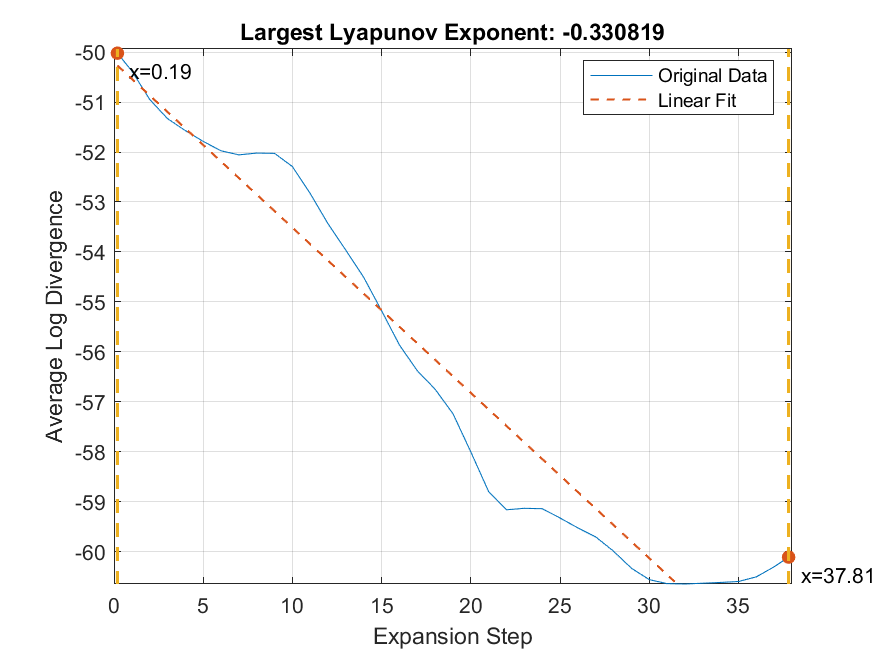 Largest Lyapunov Exponent: -0.330819
-50
x=0.19
Original Data
Linear Fit
-51
-52
-53
-54
-55
-56
-57
-58
-59
-60
Average Log Divergence
x=37.81
0
5
10
15
20
25
30
35
Expansion Step